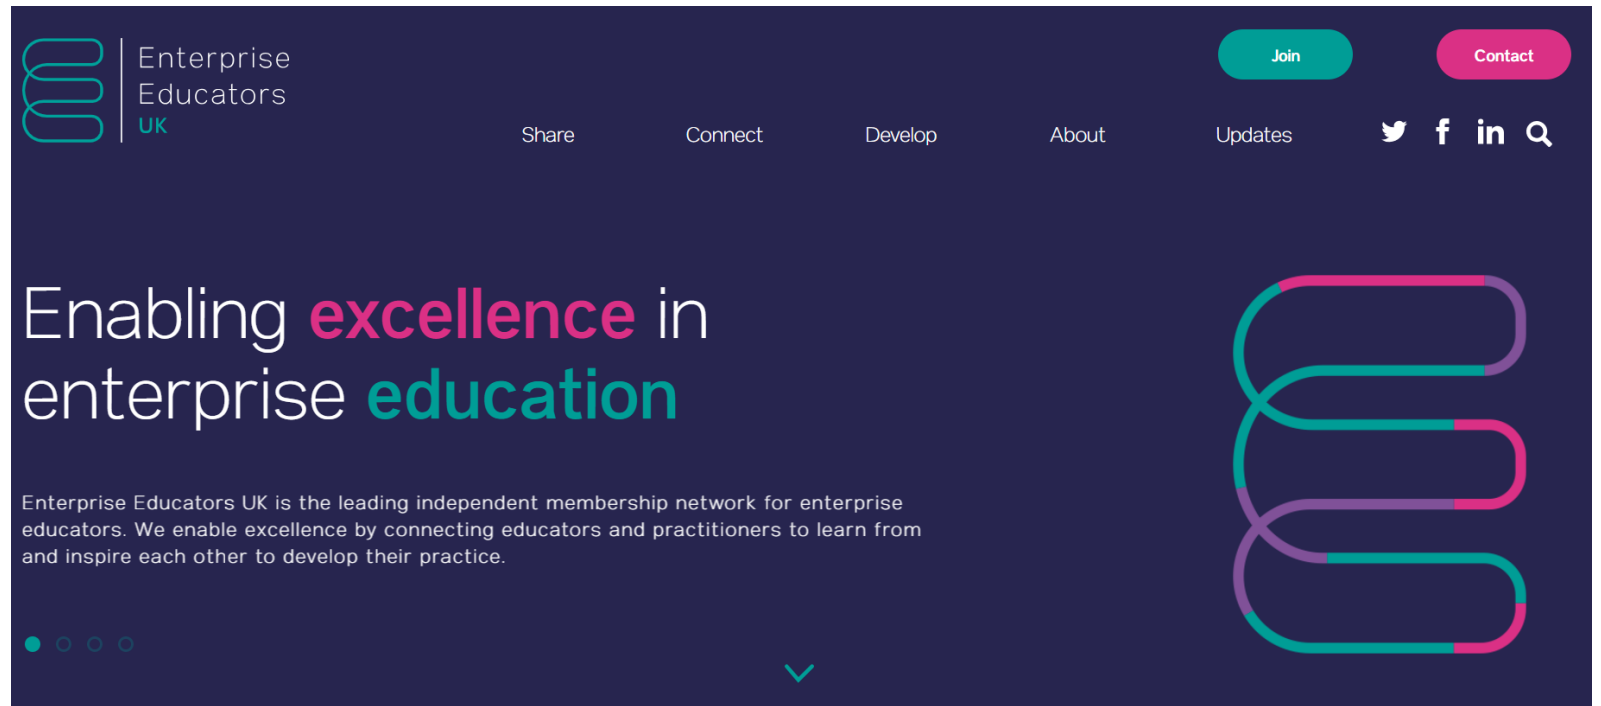 Enterprise
Educators
UK
Join
Contact
Share
Connect
Develop
About
Updates
Enabling excellence in
enterprise education
Enterprise Educators UK is the leading independent membership network for enterprise
educators. We enable excellence by connecting educators and practitioners to learn from
and inspire each other to develop their practice.